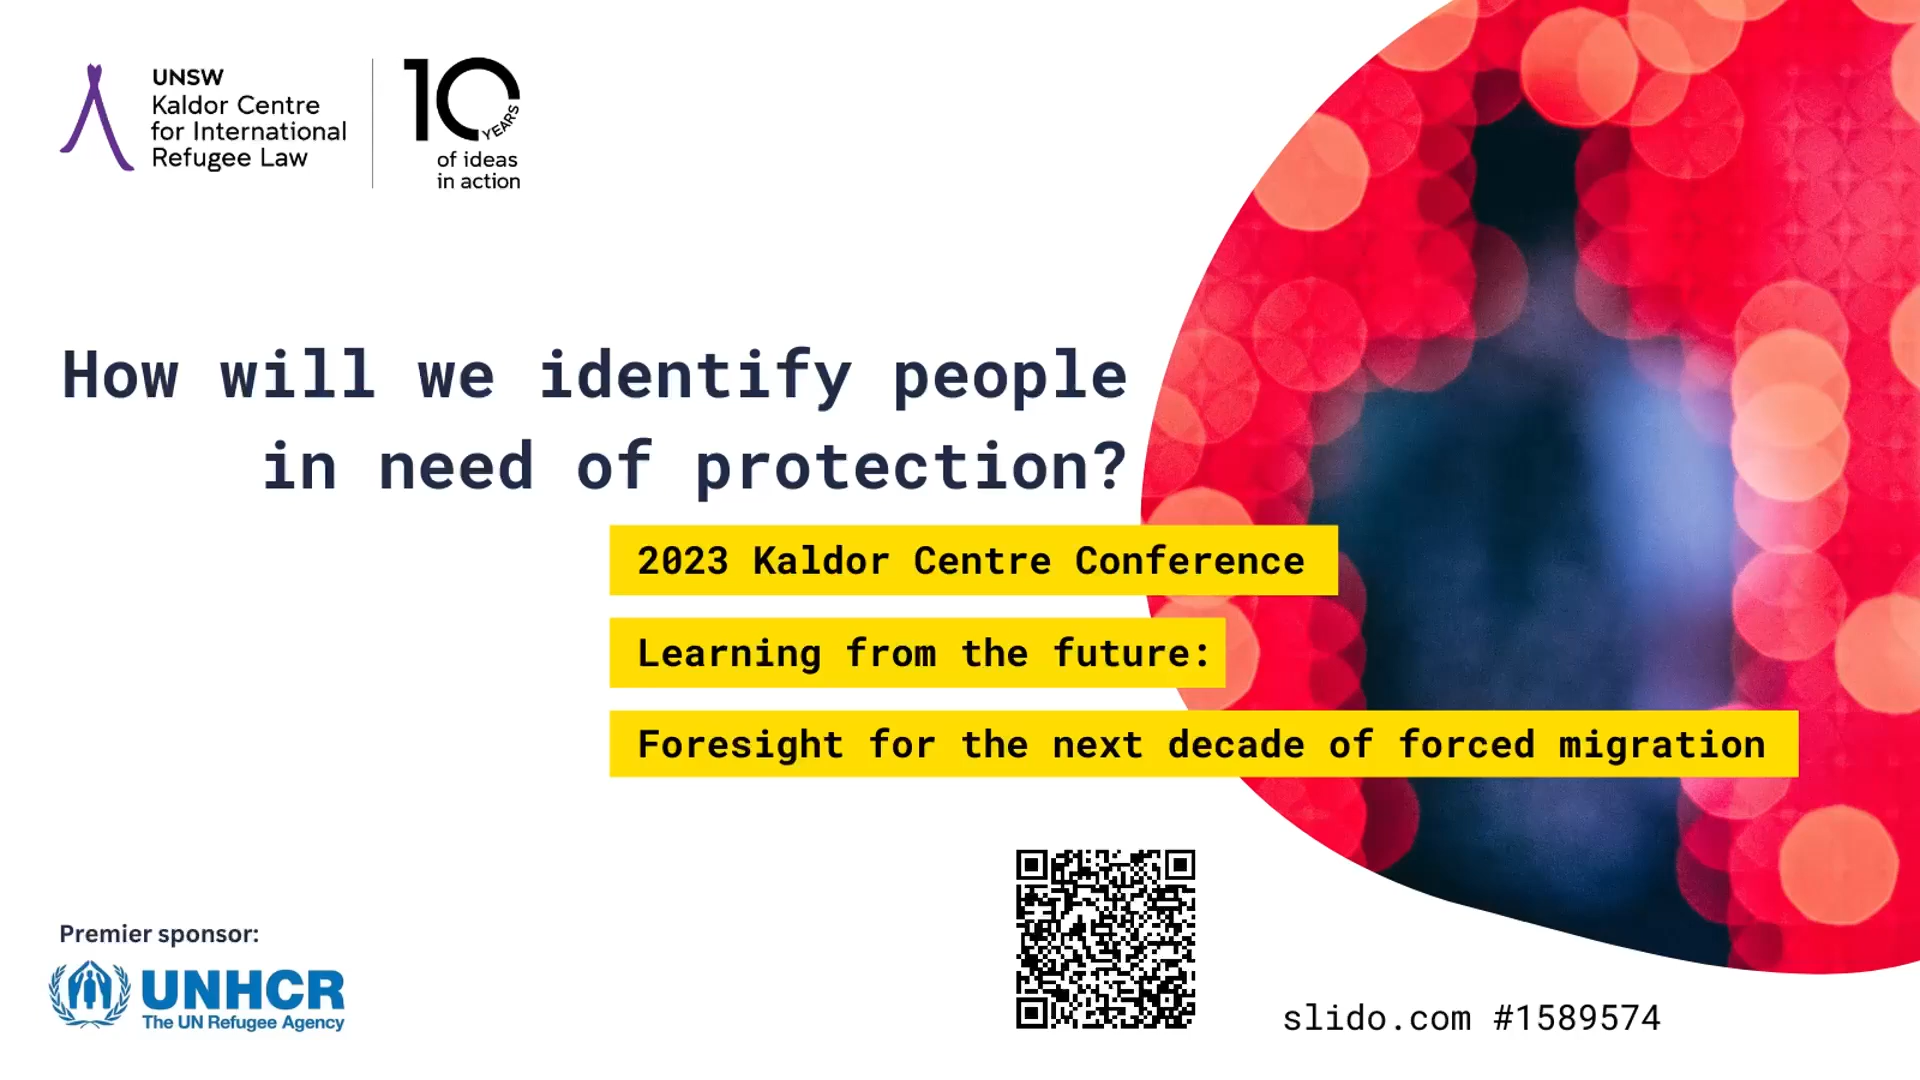 UNSW
Kaldor Centre
for International
Refugee Law
10
YEARS
of ideas
in action
How will we identify people
in need of protection?
2023 Kaldor Centre Conference
Learning from the future:
Foresight for the next decade of forced migration
Premier sponsor:
UNHCR
The UN Refugee Agency
slido.com #1589574